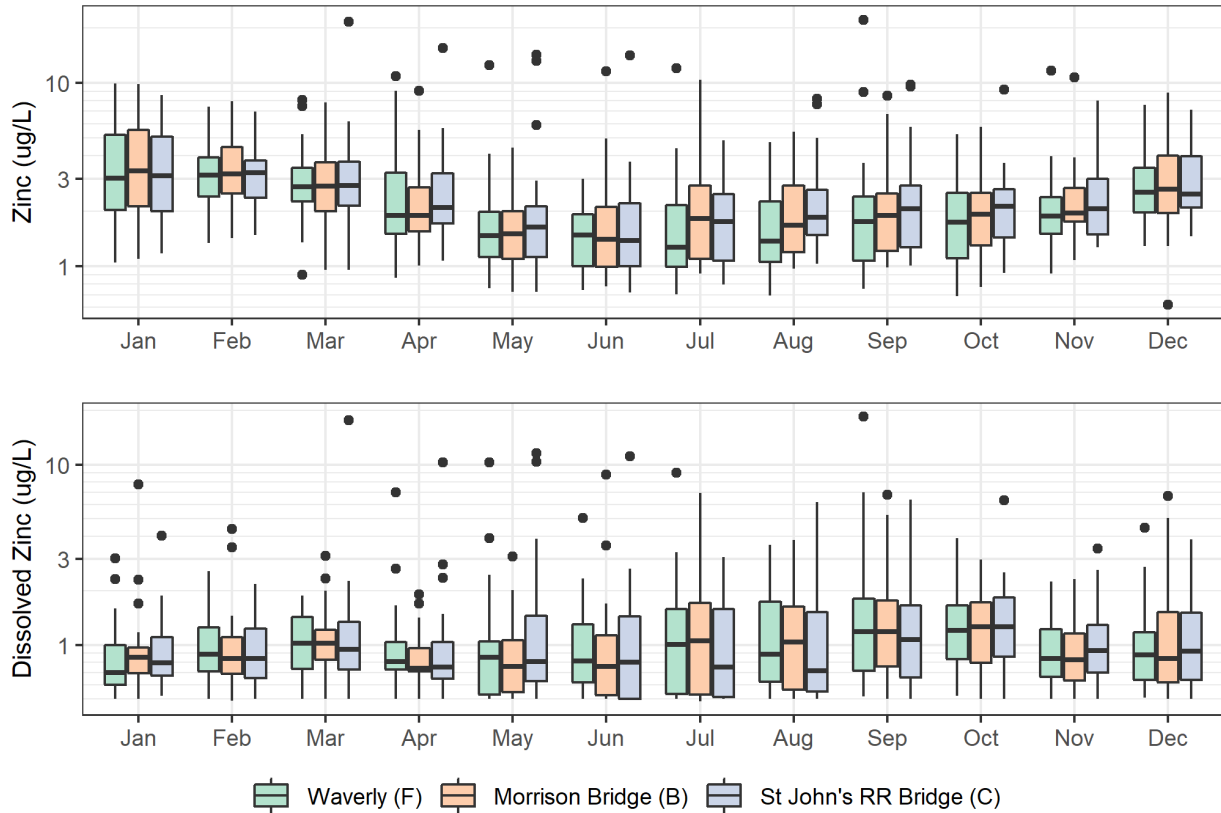 Zinc (ug/L)
10
3
1
Jan Feb Mar Apr May Jun Jul Aug Sep Oct Nov Dec
Dissolved Zinc (ug/L)
10
3
1
Jan Feb Mar Apr May Jun Jul Aug Sep Oct Nov Dec
Waverly (F) Morrison Bridge (B) St John's RR Bridge (C)